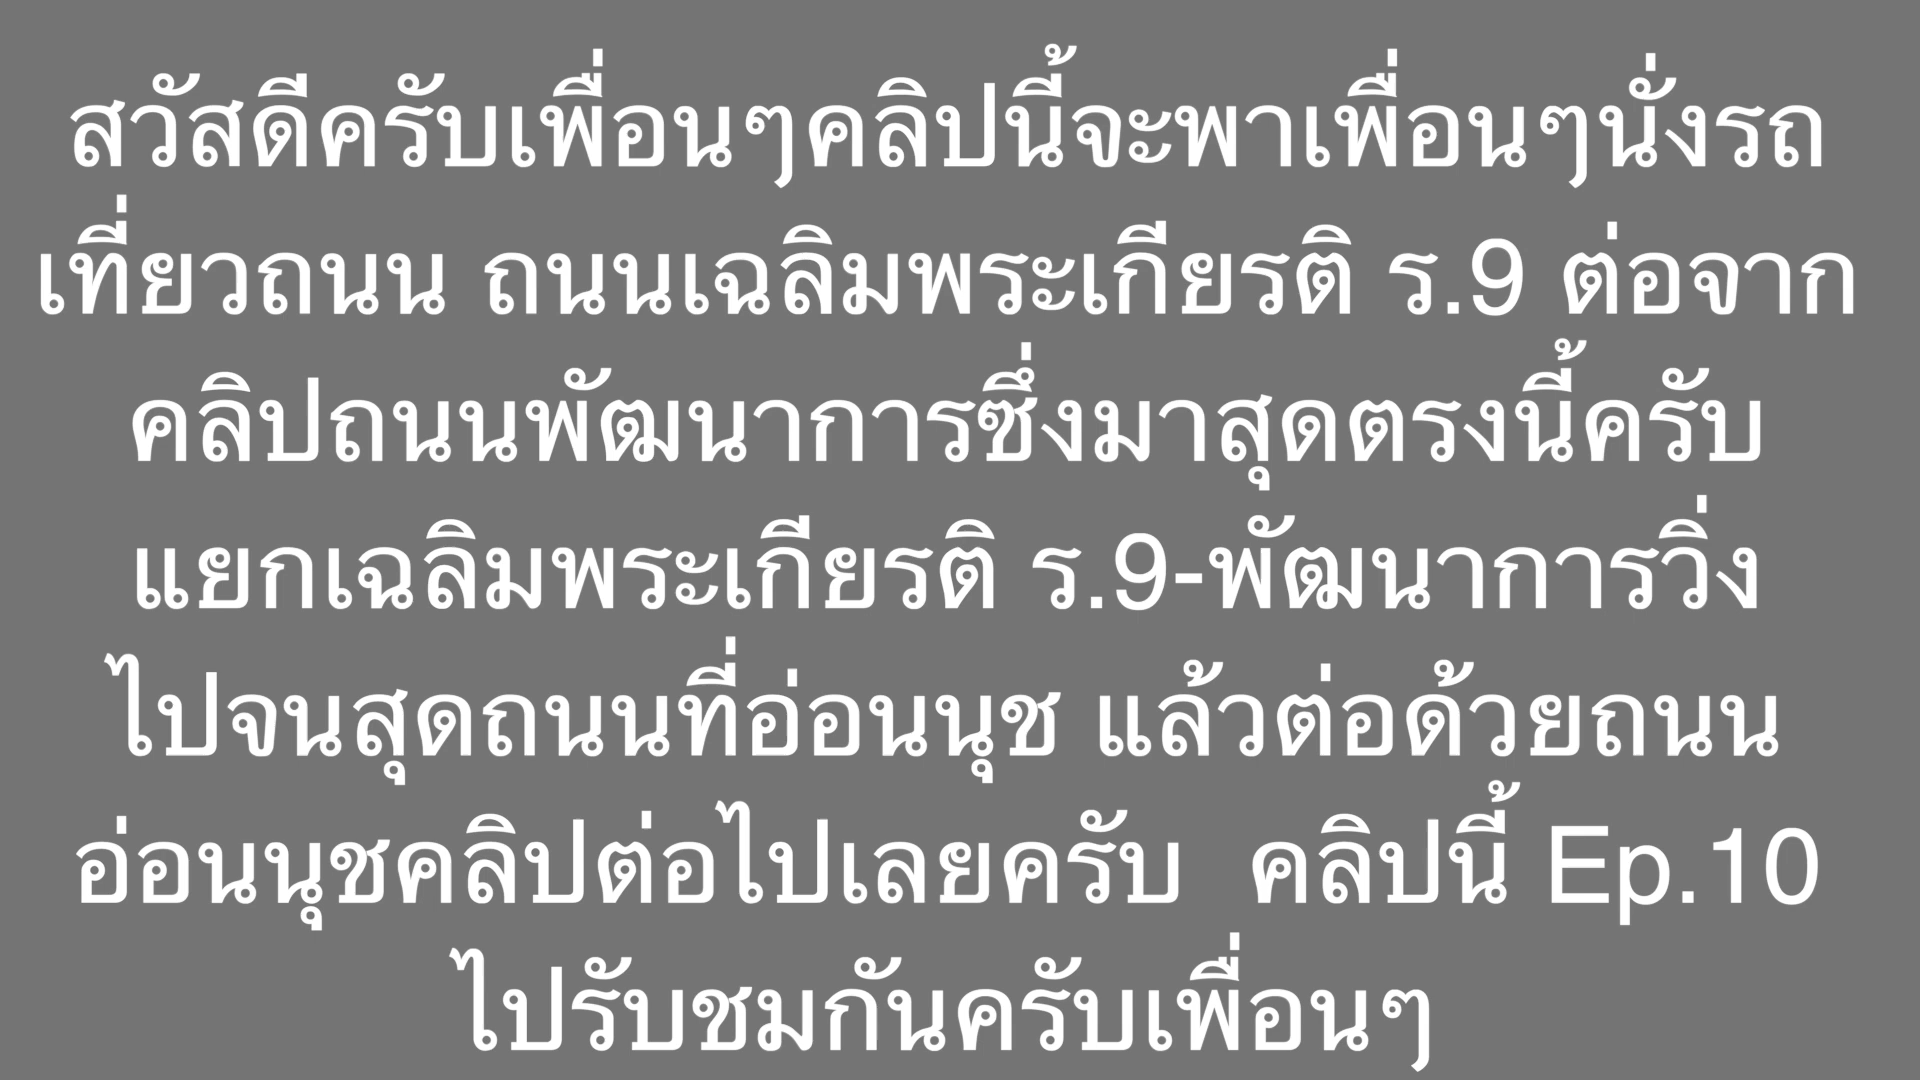 สวัสดีครับเพื่อนๆคลิปนี้จะพาเพื่อนๆนั่งรถ
เที่ยวถนน ถนนเฉลิมพระเกียรติ ร.9 ต่อจาก
คลิปถนนพัฒนาการซึ่งมาสุดตรงนี้ครับ
แยกเฉลิมพระเกียรติ ร.9-พัฒนาการวิ่ง
ไปจนสุดถนนที่อ่อนนุช แล้วต่อด้วยถนน
อ่อนนุชคลิปต่อไปเลยครับ  คลิปนี้ Ep.10
ไปรับชมกันครับเพื่อนๆ